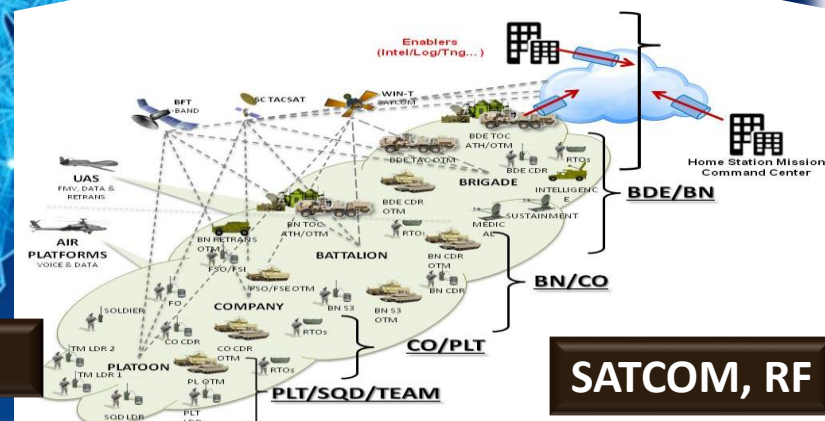 Enablers
(Intel/Log/Tng... )
BFT
-BAND
SC TACSAT
WIN-T
SATCOM
BDE TOC
ATH/OTM
BDE TAC OTM
BDE CDR
RTOs
Home Station Mission
Command Center
UAS
FMV, DATA &
RETRANS
BRIGADE
INTELLIGENC
E
BDE/BN
BDE CDR
OTM
SUSTAINMENT
BN TOC
ATH/OTM
MEDIC
AL
AIR
PLATFORMS
VOICE & DATA
BN RETRANS
OTM
RTOs
BATTALION
FSO/FSE
BN CDR
OTM
FSO/FSE OTM
BN CDR
BN/CO
FO
SOLDIER
COMPANY
BN S3
BN S3
OTM
CO CDR
CO CDR
OTM
RTOs
CO/PLT
SATCOM, RF
TM LDR 2
TM LDR 1
PLATOON
PL OTM
RTOs
PLT/SQD/TEAM
SQD LDR
PLT